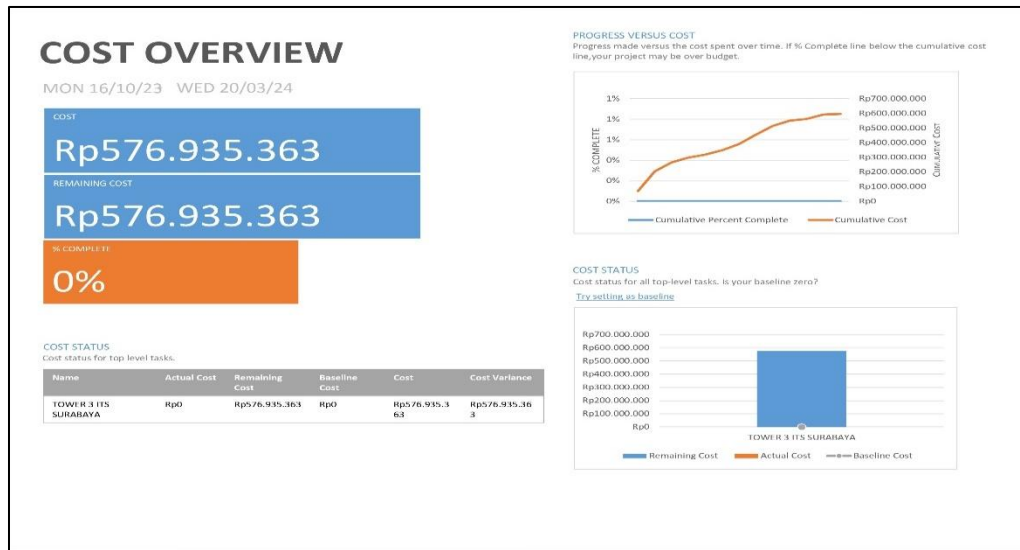 COST OVERVIEW
MON 16/10/23 WED 20/03/24
COST
Rp576.935.363
REMAINING COST
Rp576.935.363
% COMPLETE
0%
COST STATUS
Cost status for top level tasks.
Name Actual Cost Remaining Cost Baseline Cost Cost Cost Variance
TOWER 3 ITS SURABAYA Rp0 Rp576.935.363 Rp0 Rp576.935.363 Rp576.935.363
PROGRESS VERSUS COST
Progress made versus the cost spent over time. If % Complete line below the cumulative cost
line,your project may be over budget.
% COMPLETE
1%
1%
1%
0%
0%
0%
Rp700.000.000
Rp600.000.000
Rp500.000.000
Rp400.000.000
Rp300.000.000
Rp200.000.000
Rp100.000.000
Rp0
CUMULATIVE COST
Cumulative Percent Complete Cumulative Cost
COST STATUS
Cost status for all top-level tasks. Is your baseline zero?
Try setting as baseline
Rp700.000.000
Rp600.000.000
Rp500.000.000
Rp400.000.000
Rp300.000.000
Rp200.000.000
Rp100.000.000
Rp0
TOWER 3 ITS SURABAYA
Remaining Cost Actual Cost Baseline Cost